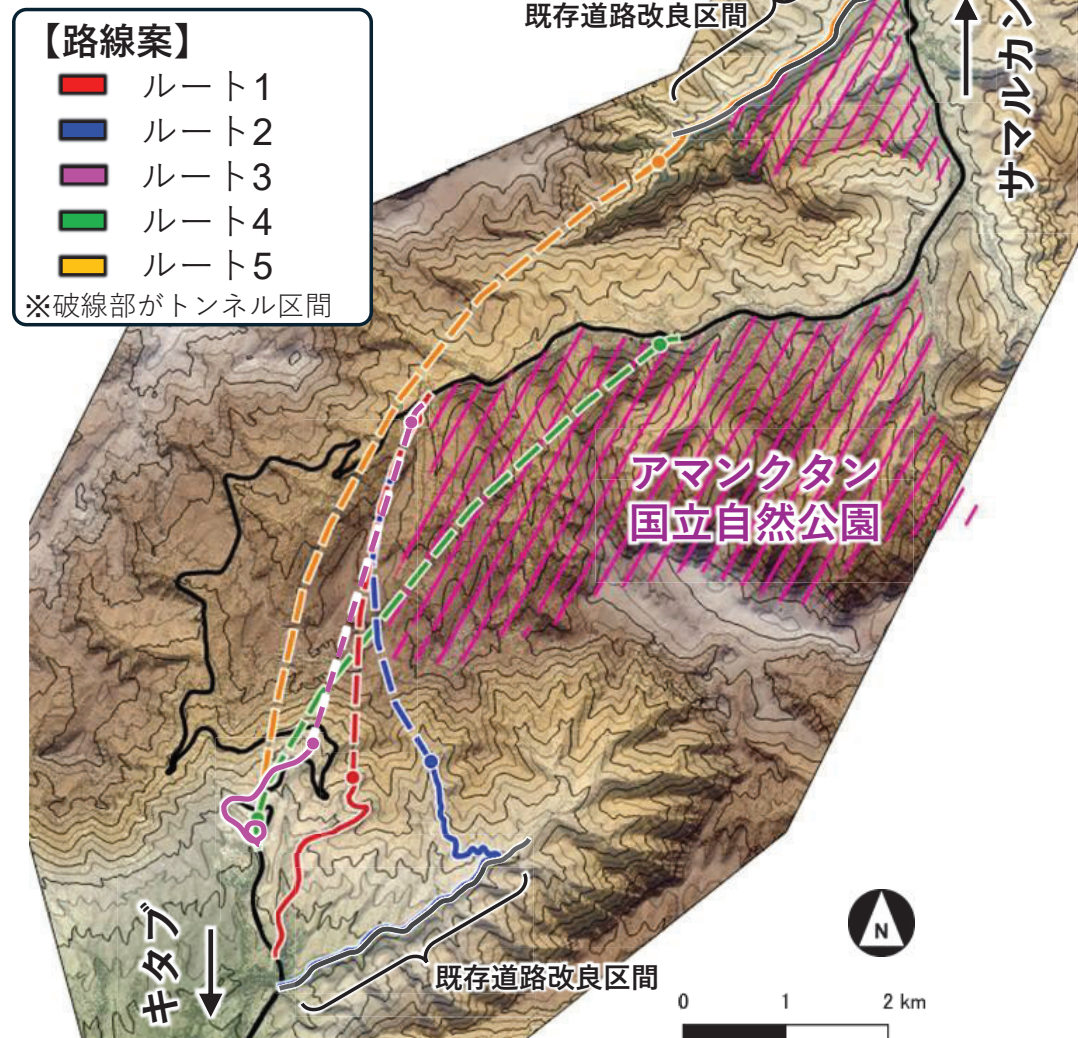 【路線案】
ルート1
ルート2
ルート3
ルート4
ルート5
※破線部がトンネル区間
既存道路改良区間
サマルカン
アマンクタン
国立自然公園
キタブ
既存道路改良区間
N
0 1 2 km